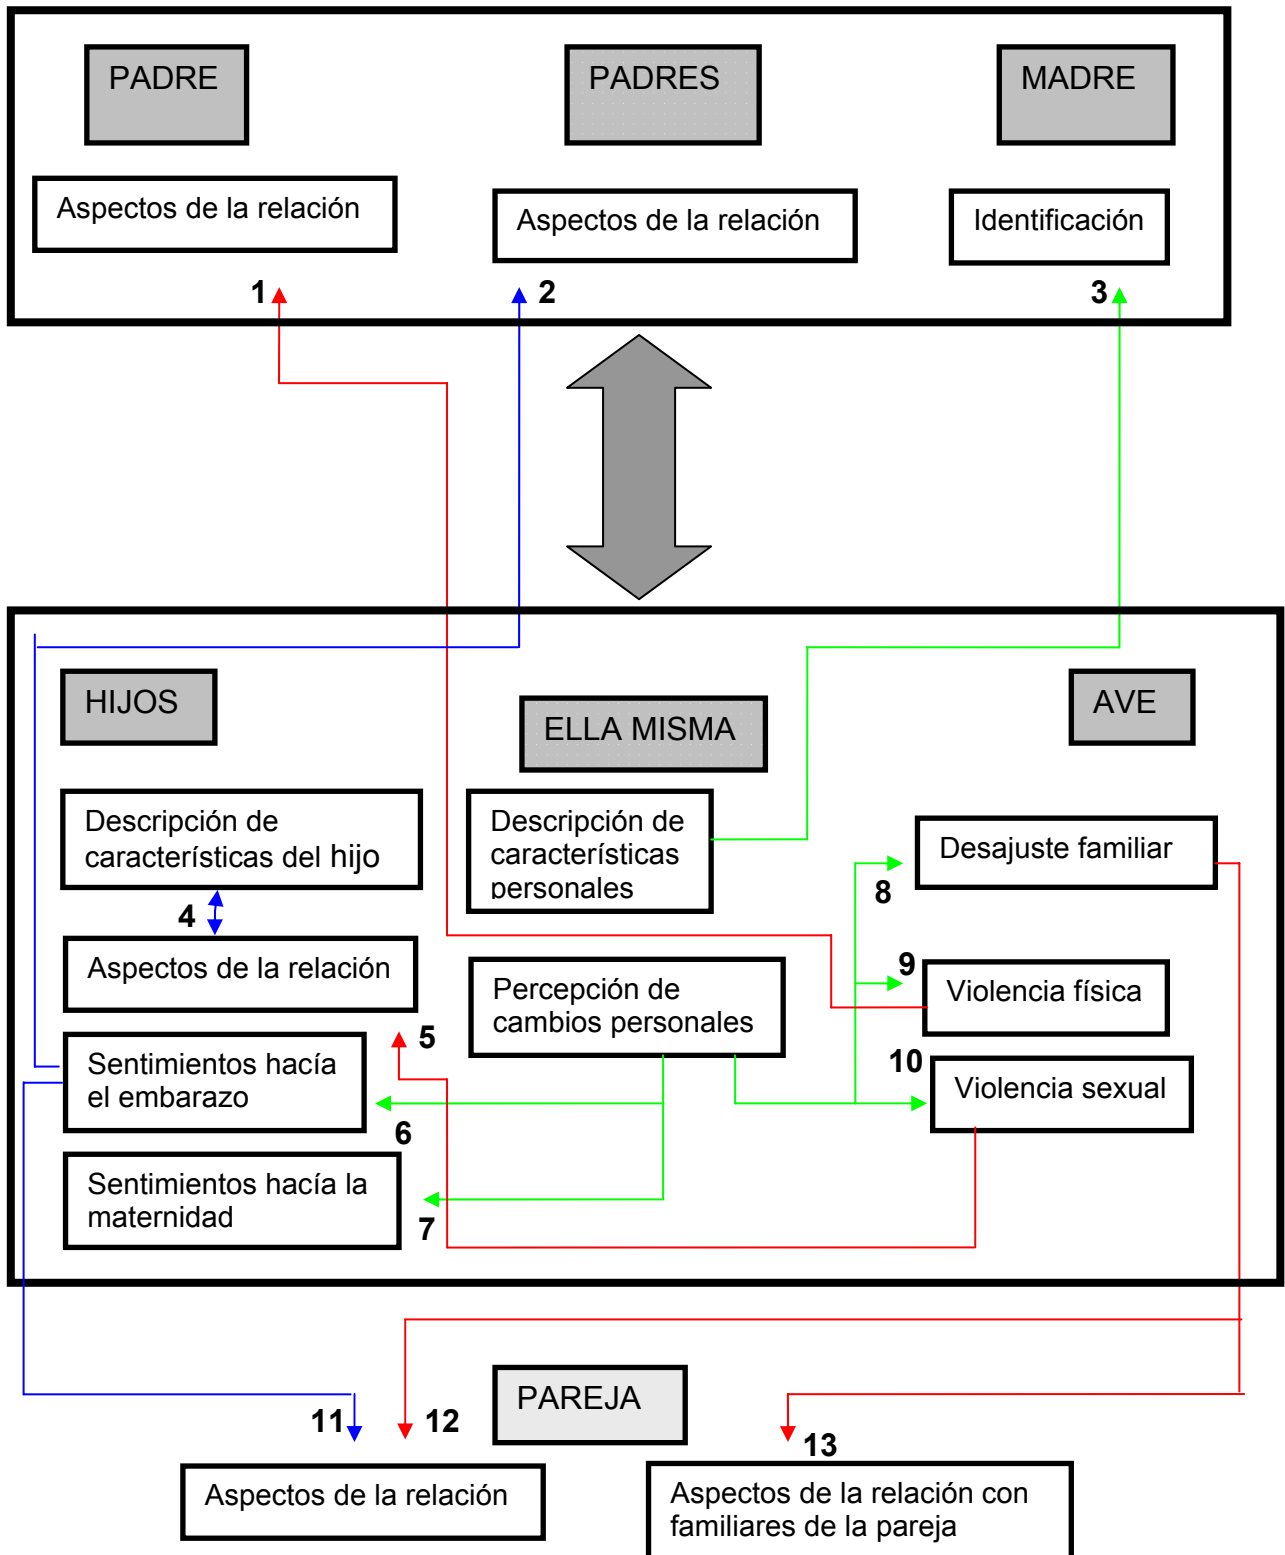 PADRE
PADRES
MADRE
Aspectos de la relación
Aspectos de la relación
Identificación
1
2
3
HIJOS
ELLA MISMA
AVE
Descripción de
características del hijo
Descripción de
características
personales
Desajuste familiar
8
4
Aspectos de la relación
Percepción de
cambios personales
9
Violencia física
5
Sentimientos hacía
el embarazo
10
Violencia sexual
6
Sentimientos hacía la
maternidad
7
PAREJA
11
12
13
Aspectos de la relación
Aspectos de la relación con
familiares de la pareja